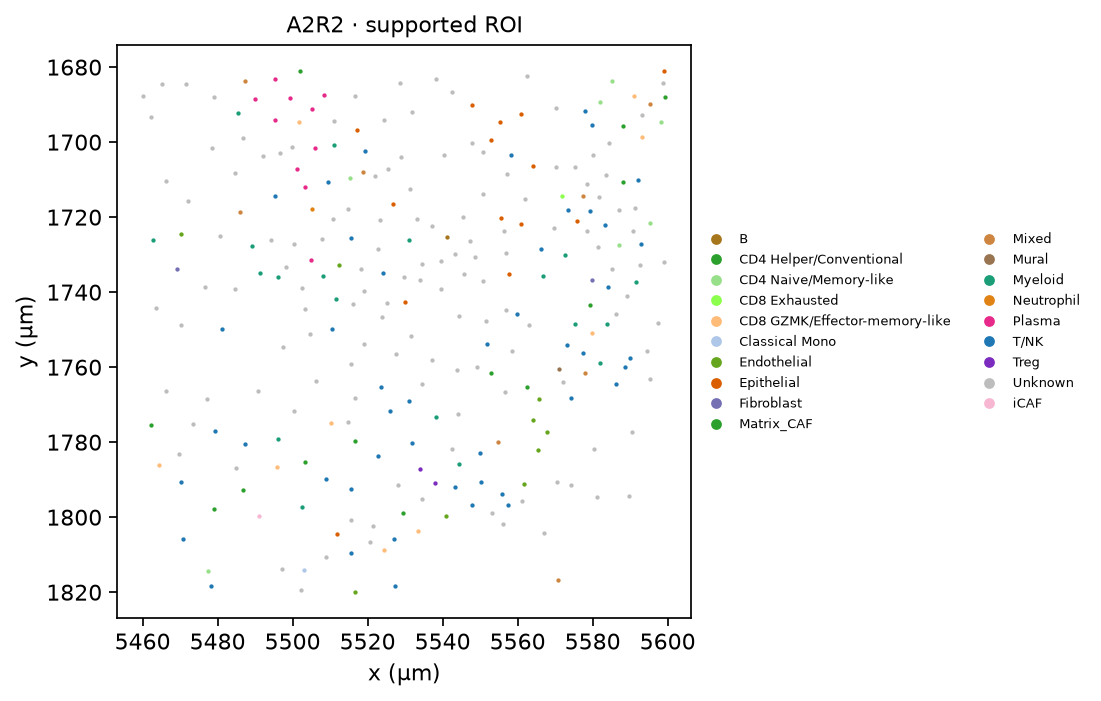 A2R2 · supported ROI
1680
1700
1720
1740
1760
1780
1800
1820
y (μm)
5460 5480 5500 5520 5540 5560 5580 5600
x (μm)
B
CD4 Helper/Conventional
CD4 Naive/Memory-like
CD8 Exhausted
CD8 GZMK/Effector-memory-like
Classical Mono
Endothelial
Epithelial
Fibroblast
Matrix_CAF
Mixed
Mural
Myeloid
Neutrophil
Plasma
T/NK
Treg
Unknown
iCAF